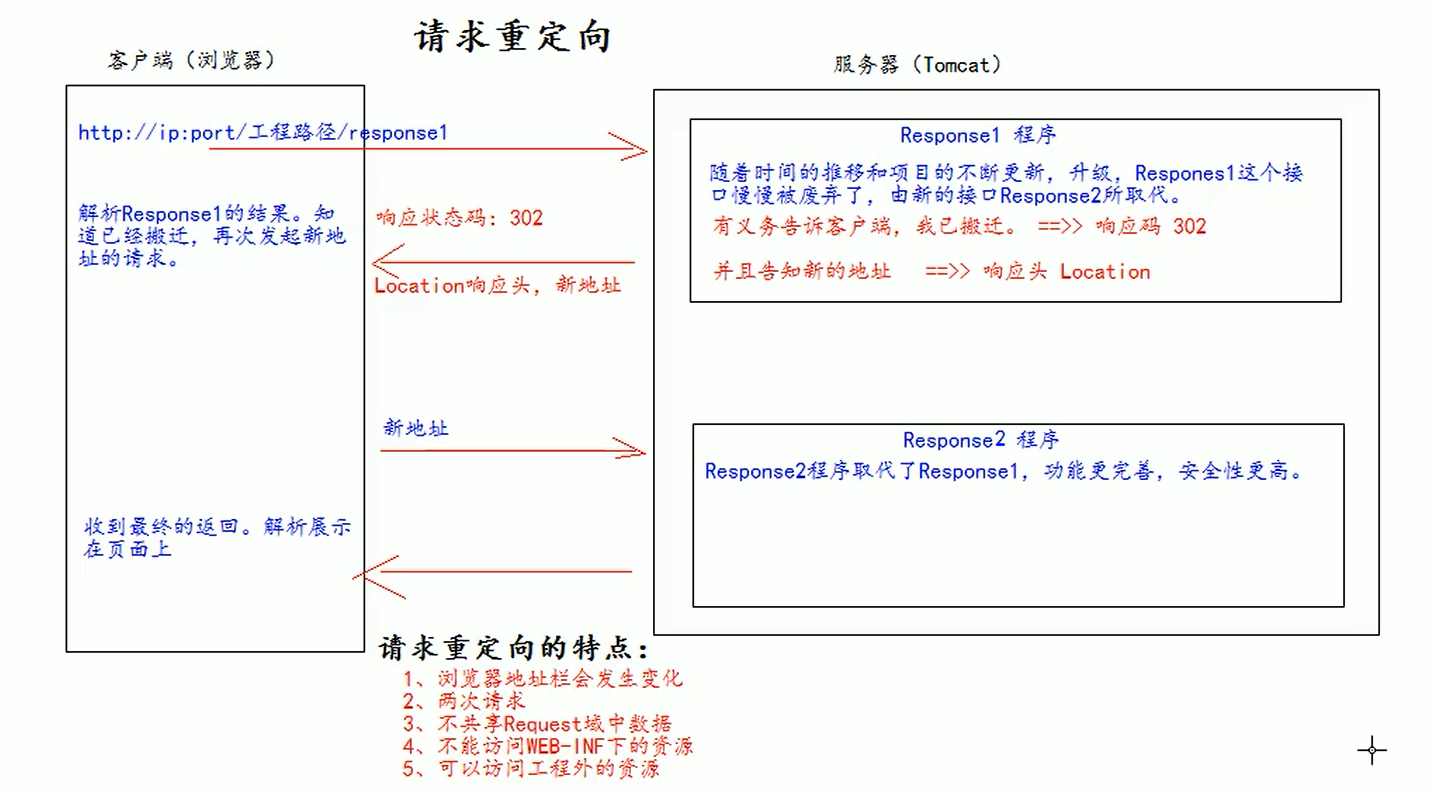 请求重定向
客户端（浏览器）
服务器（Tomcat）
http://ip:port/工程路径/response1
解析Response1的结果。知
道已经搬迁，再次发起新地
址的请求。
响应状态码：302
Location响应头，新地址
Response1 程序
随着时间的推移和项目的不断更新，升级，Respones1这个接
口慢慢被废弃了，由新的接口Response2所取代。
有义务告诉客户端，我已搬迁。 ==>> 响应码 302
并且告知新的地址 ==>> 响应头 Location
新地址
Response2 程序
Response2程序取代了Response1，功能更完善，安全性更高。
收到最终的返回。解析展示
在页面上
请求重定向的特点：
1、浏览器地址栏会发生变化
2、两次请求
3、不共享Request域中数据
4、不能访问WEB-INF下的资源
5、可以访问工程外的资源